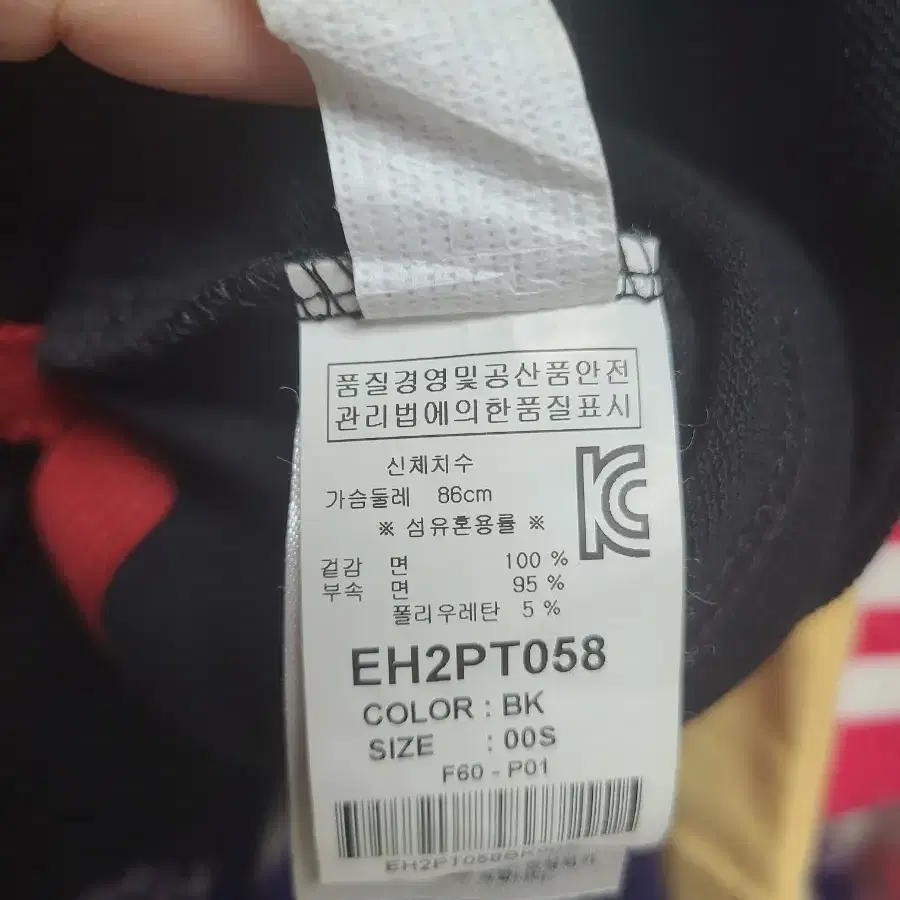 품질경영및공산품안전
관리법에의한품질표시
신체치수
가슴둘레 86cm
※ 섬유혼용률 ※
겉감 면 100 %
부속 면 95 %
폴리우레탄 5 %
EH2PT058
COLOR : BK
SIZE : 00S
F60 - P01